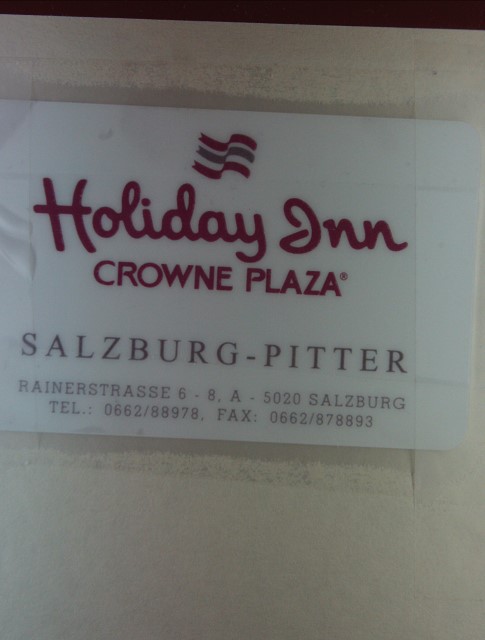 Holiday Inn
CROWNE PLAZA®
SALZBURG-PITTER
RAINERSTRASSE 6 - 8, A - 5020 SALZBURG
TEL.: 0662/88978, FAX: 0662/878893